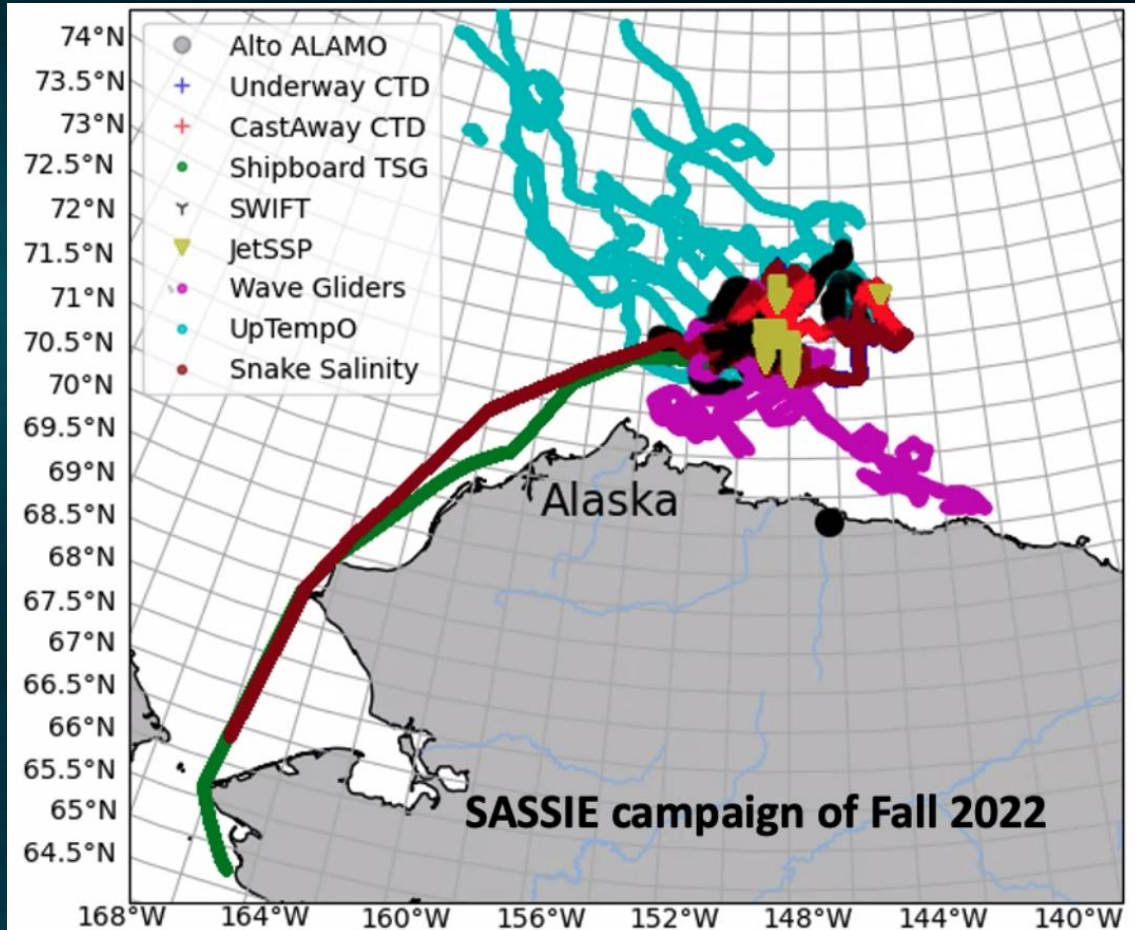 74°N
73.5°N
73°N
72.5°N
72°N
71.5°N
71°N
70.5°N
70°N
69.5°N
69°N
68.5°N
68°N
67.5°N
67°N
66.5°N
66°N
65.5°N
65°N
64.5°N
Alto ALAMO
Underway CTD
CastAway CTD
Shipboard TSG
SWIFT
JetSSP
Wave Gliders
UpTempO
Snake Salinity
Alaska
SASSIE campaign of Fall 2022
168°W 164°W 160°W 156°W 152°W 148°W 144°W 140°W